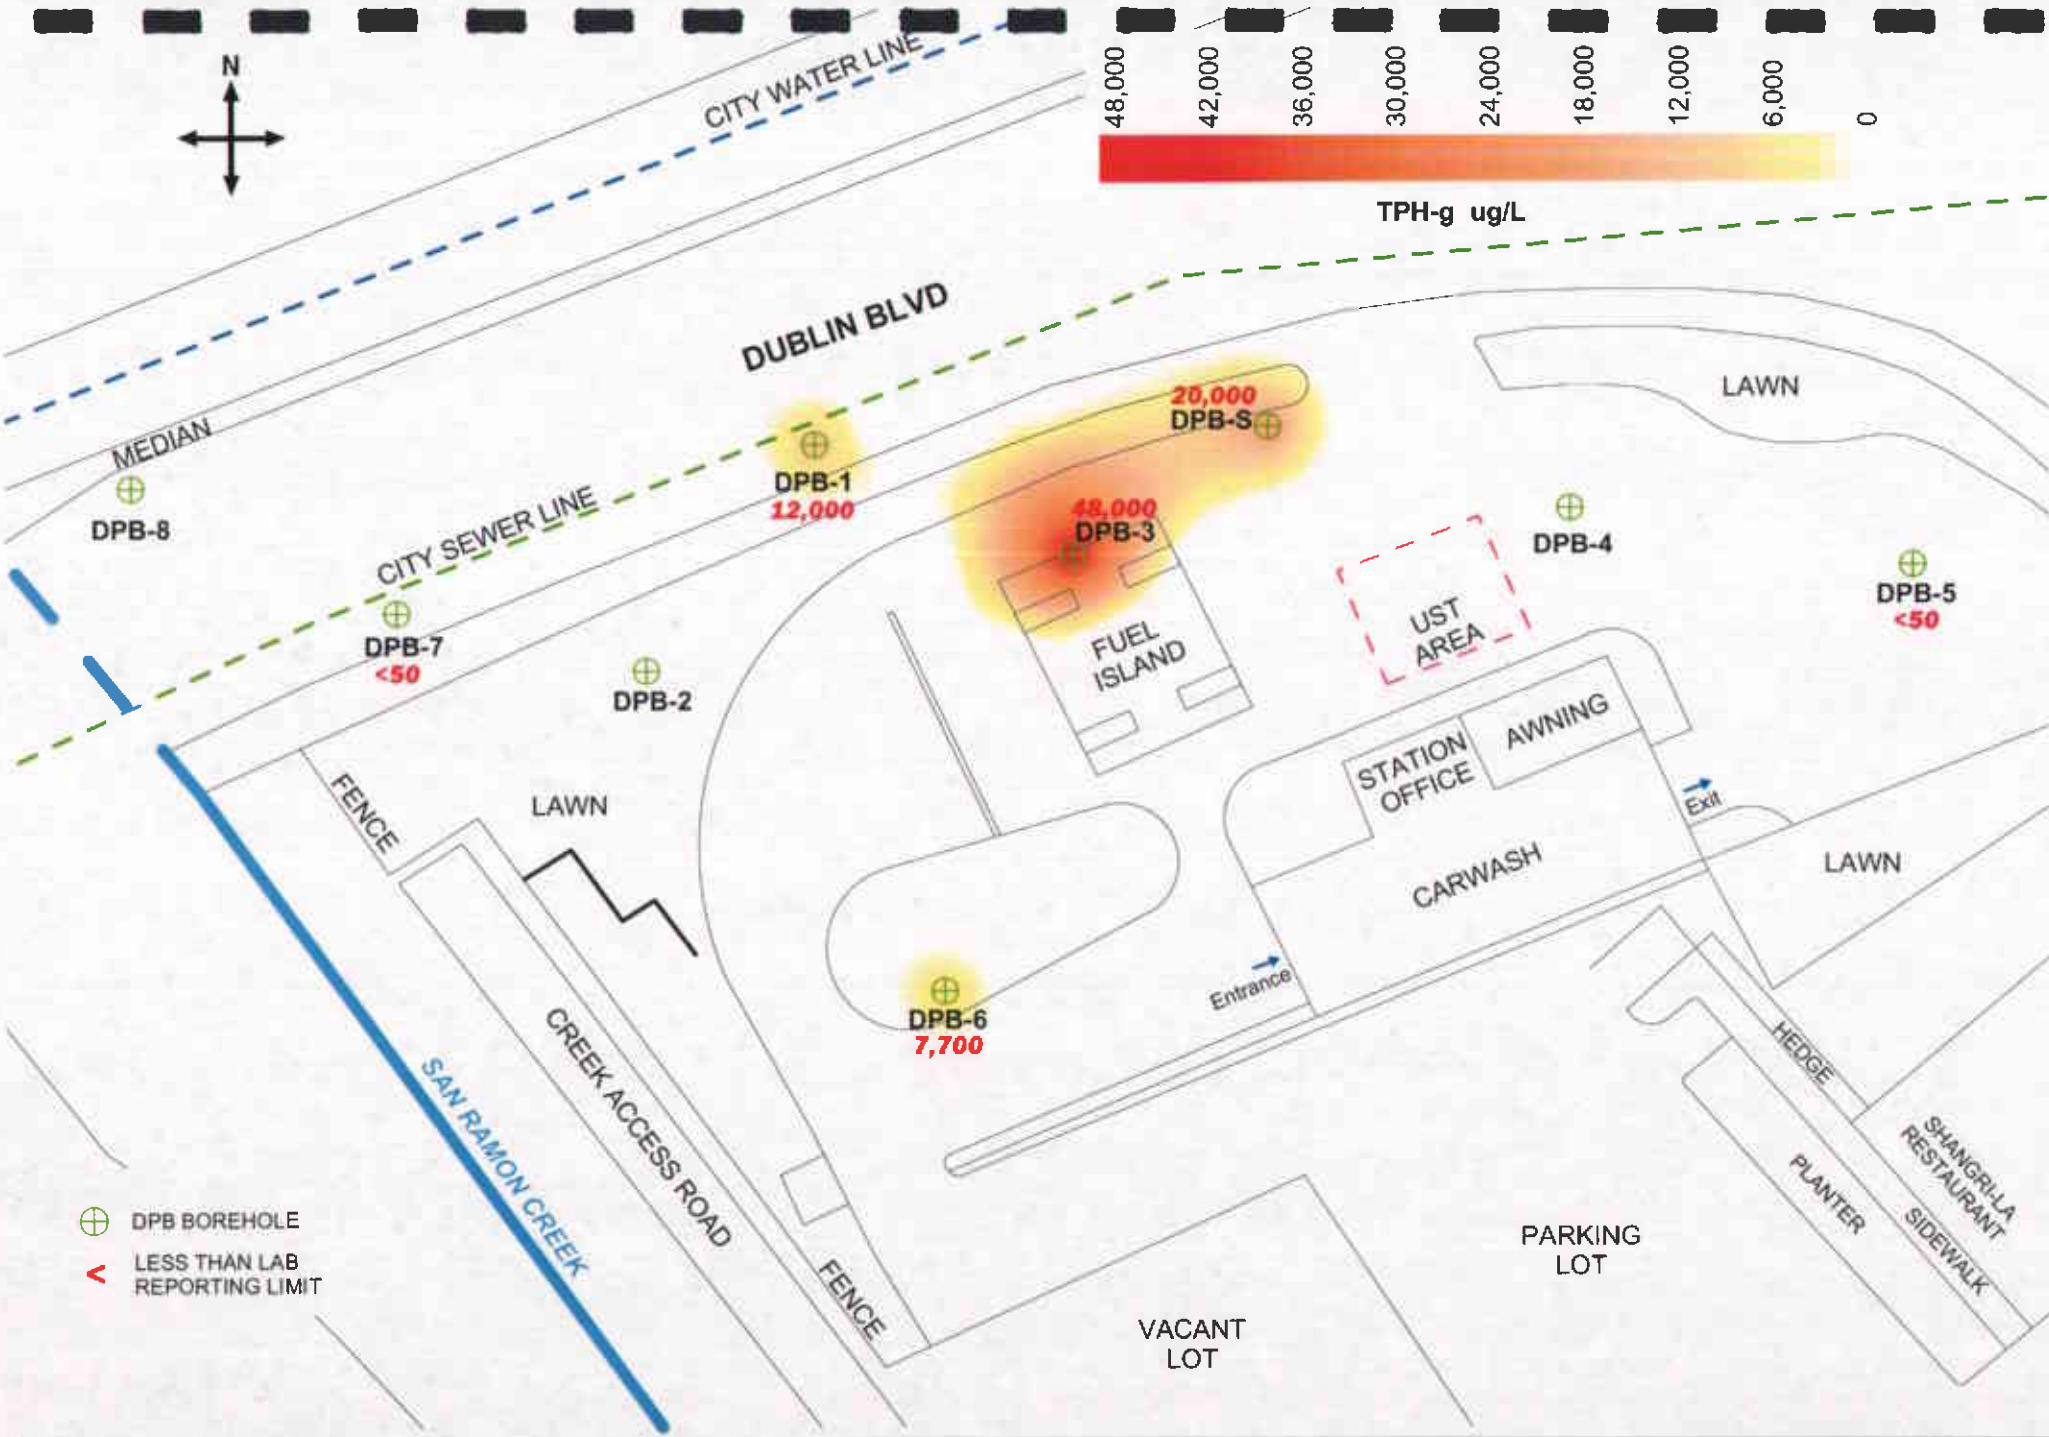 N
CITY WATER LINE
48,000
42,000
36,000
30,000
24,000
18,000
12,000
6,000
0
TPH-g ug/L
DUBLIN BLVD
MEDIAN
DPB-8
CITY SEWER LINE
DPB-1
12,000
20,000
DPB-S
48,000
DPB-3
LAWN
DPB-4
DPB-5
<50
DPB-7
<50
DPB-2
FUEL
ISLAND
UST
AREA
STATION
OFFICE
AWNING
Exit
FENCE
LAWN
CARWASH
LAWN
Entrance
DPB-6
7,700
CREEK ACCESS ROAD
SAN RAMON CREEK
HEDGE
SHANGRI-LA
RESTAURANT
PLANTER
SIDEWALK
DPB BOREHOLE
< LESS THAN LAB
REPORTING LIMIT
FENCE
VACANT
LOT
PARKING
LOT